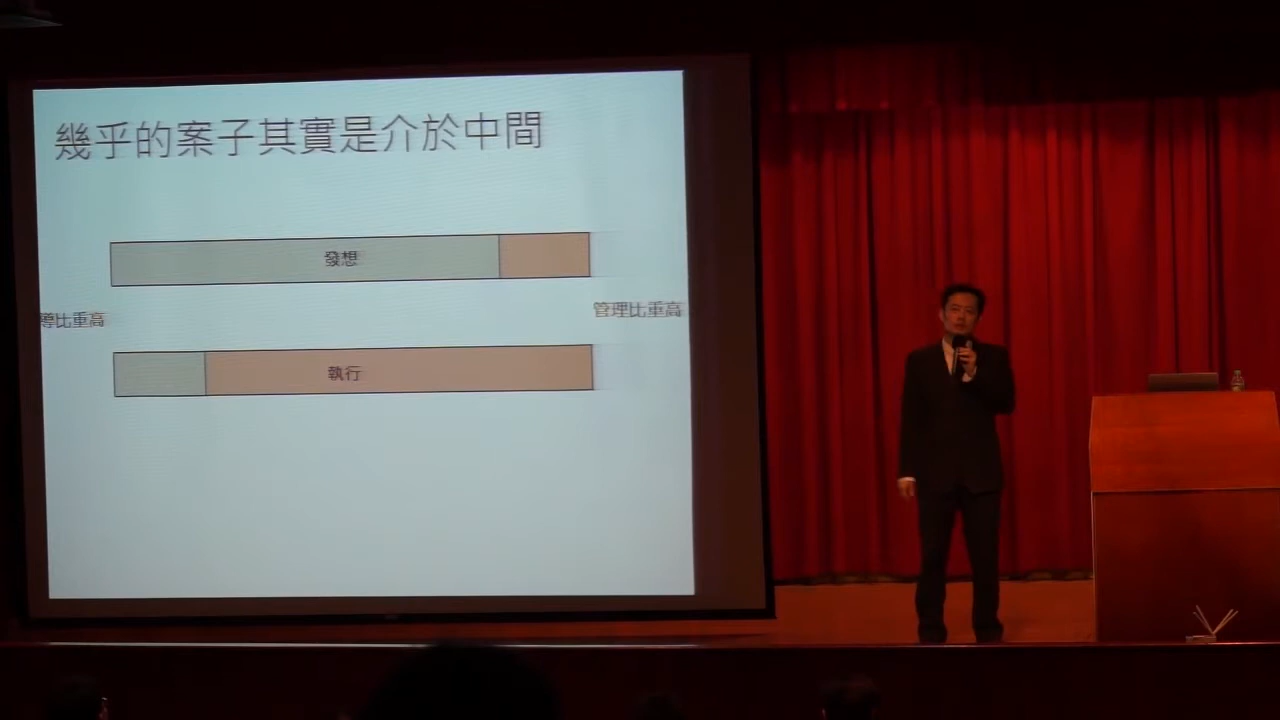 幾乎的案子其實是介於中間
發想
管理比重高
導比重高
執行